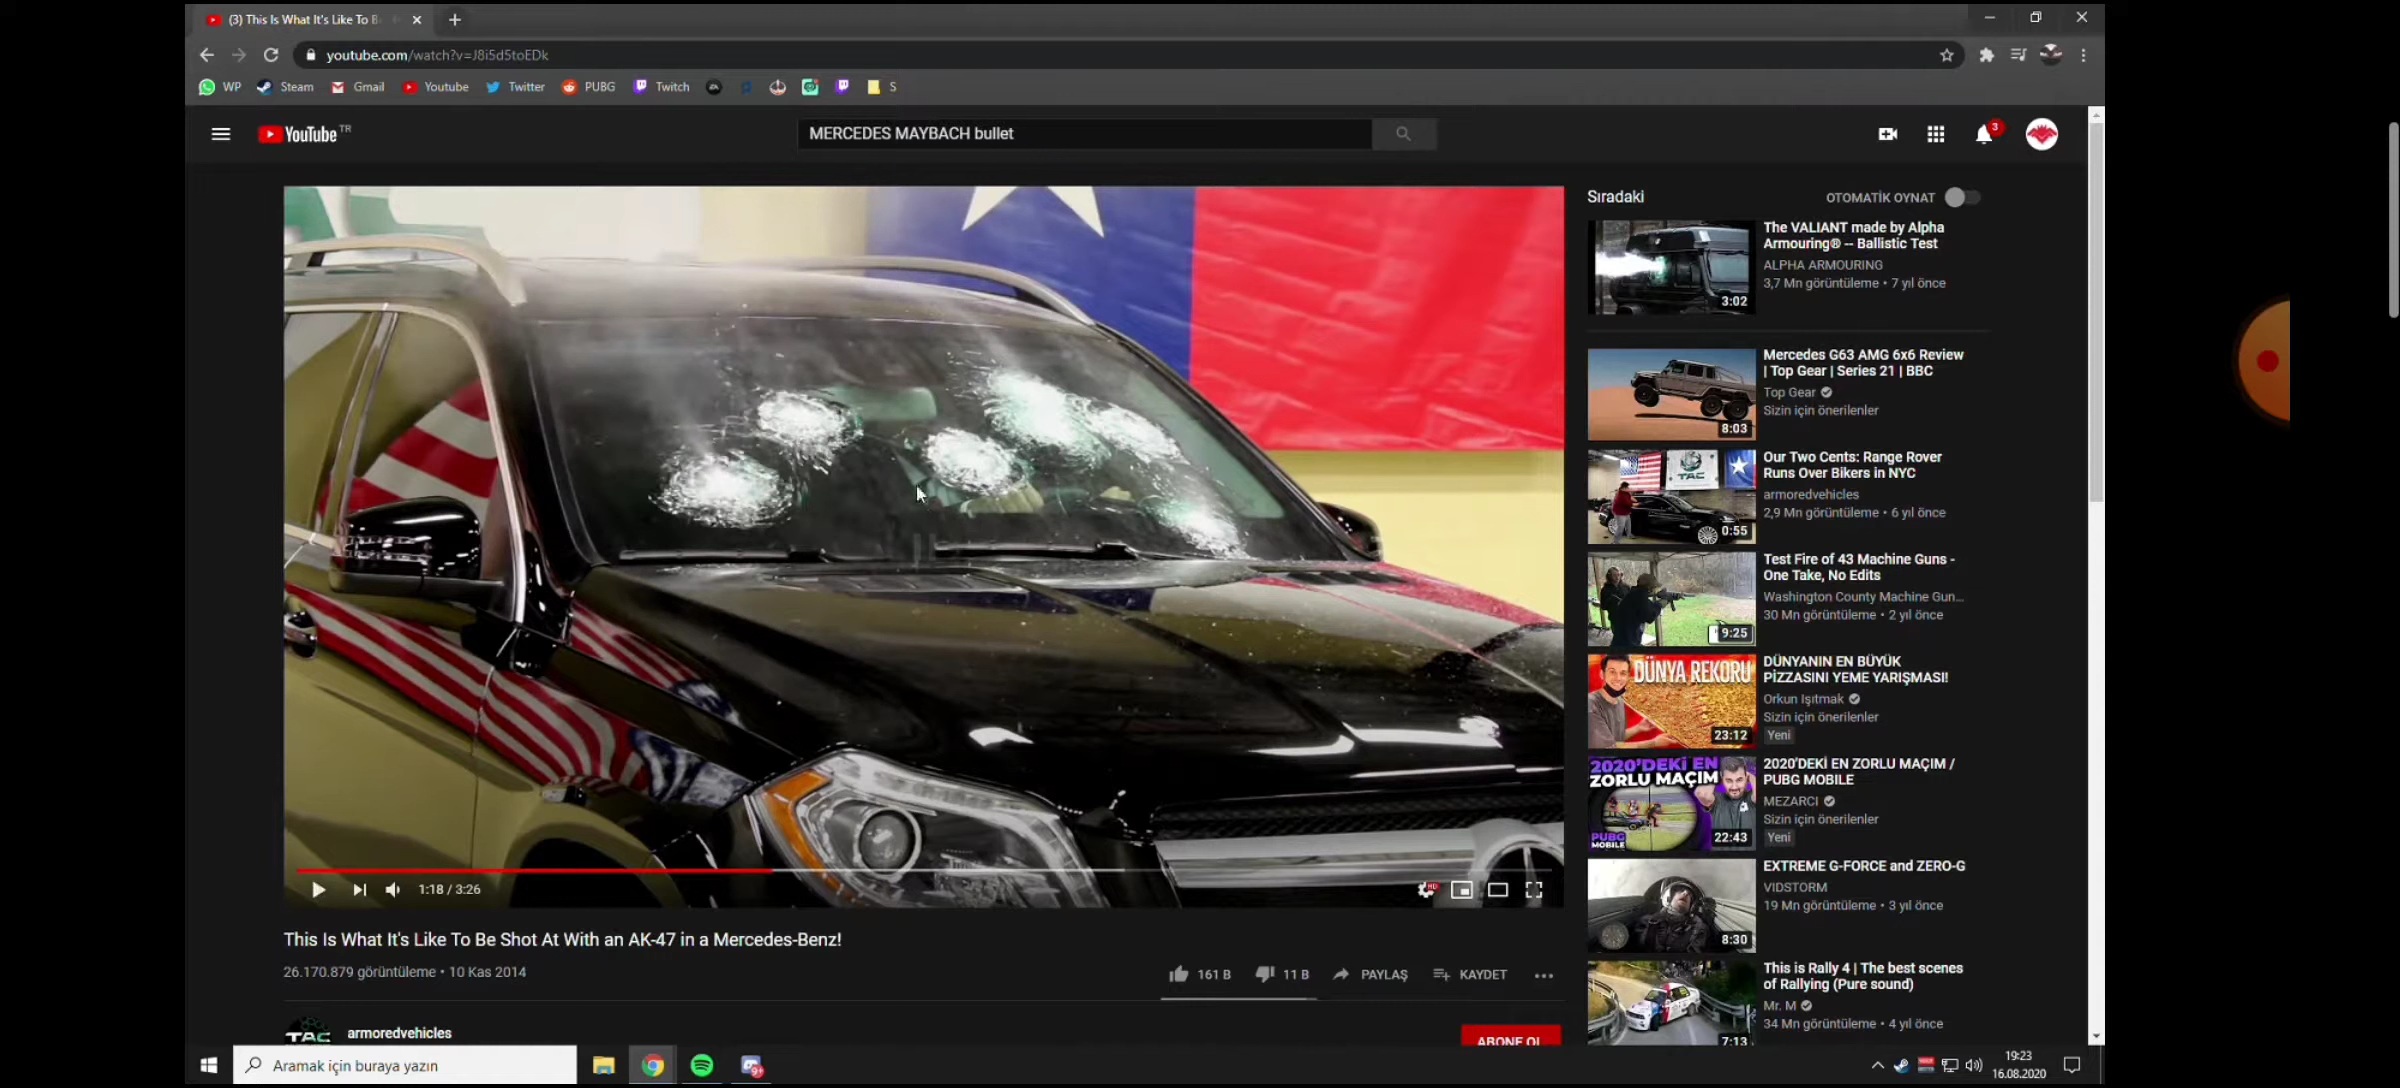 (3) This Is What It's Like To B
youtube.com/watch?v=J8i5d5toEDk
WP Steam Gmail Youtube Twitter PUBG Twitch S
YouTube TR
MERCEDES MAYBACH bullet
3
Sıradaki
OTOMATİK OYNAT
The VALIANT made by Alpha
Armouring® -- Ballistic Test
ALPHA ARMOURING
3,7 Mn görüntüleme • 7 yıl önce
3:02
Mercedes G63 AMG 6x6 Review
| Top Gear | Series 21 | BBC
Top Gear
Sizin için önerilenler
8:03
Our Two Cents: Range Rover
Runs Over Bikers in NYC
armoredvehicles
2,9 Mn görüntüleme • 6 yıl önce
TAC
0:55
Test Fire of 43 Machine Guns -
One Take, No Edits
Washington County Machine Gun...
30 Mn görüntüleme • 2 yıl önce
9:25
DÜNYA REKORU
DÜNYANIN EN BÜYÜK
PİZZASINI YEME YARIŞMASI!
Orkun Işıtmak
Sizin için önerilenler
Yeni
23:12
2020'DEKİ EN
ZORLU MAÇIM
PUBG
MOBILE
2020'DEKİ EN ZORLU MAÇIM /
PUBG MOBILE
MEZARCI
Sizin için önerilenler
Yeni
22:43
EXTREME G-FORCE and ZERO-G
VIDSTORM
19 Mn görüntüleme • 3 yıl önce
8:30
This is Rally 4 | The best scenes
of Rallying (Pure sound)
Mr. M
34 Mn görüntüleme • 4 yıl önce
7:13
1:18 / 3:26
HD
This Is What It's Like To Be Shot At With an AK-47 in a Mercedes-Benz!
26.170.879 görüntüleme • 10 Kas 2014
161 B 11 B PAYLAŞ KAYDET
TAC
armoredvehicles
ABONE OL
Aramak için buraya yazın
9+
19:23
16.08.2020